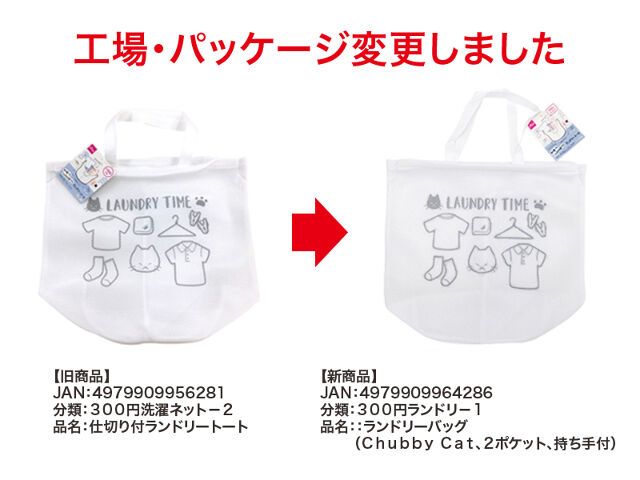 工場・パッケージ変更しました
LAUNDRY TIME
LAUNDRY TIME
【旧商品】
JAN:4979909956281
分類:300円洗濯ネット－２
品名:仕切り付ランドリートート
【新商品】
JAN:4979909964286
分類:300円ランドリー１
品名::ランドリーバッグ
(Ｃｈｕｂｂｙ Ｃａｔ、２ポケット、持ち手付)